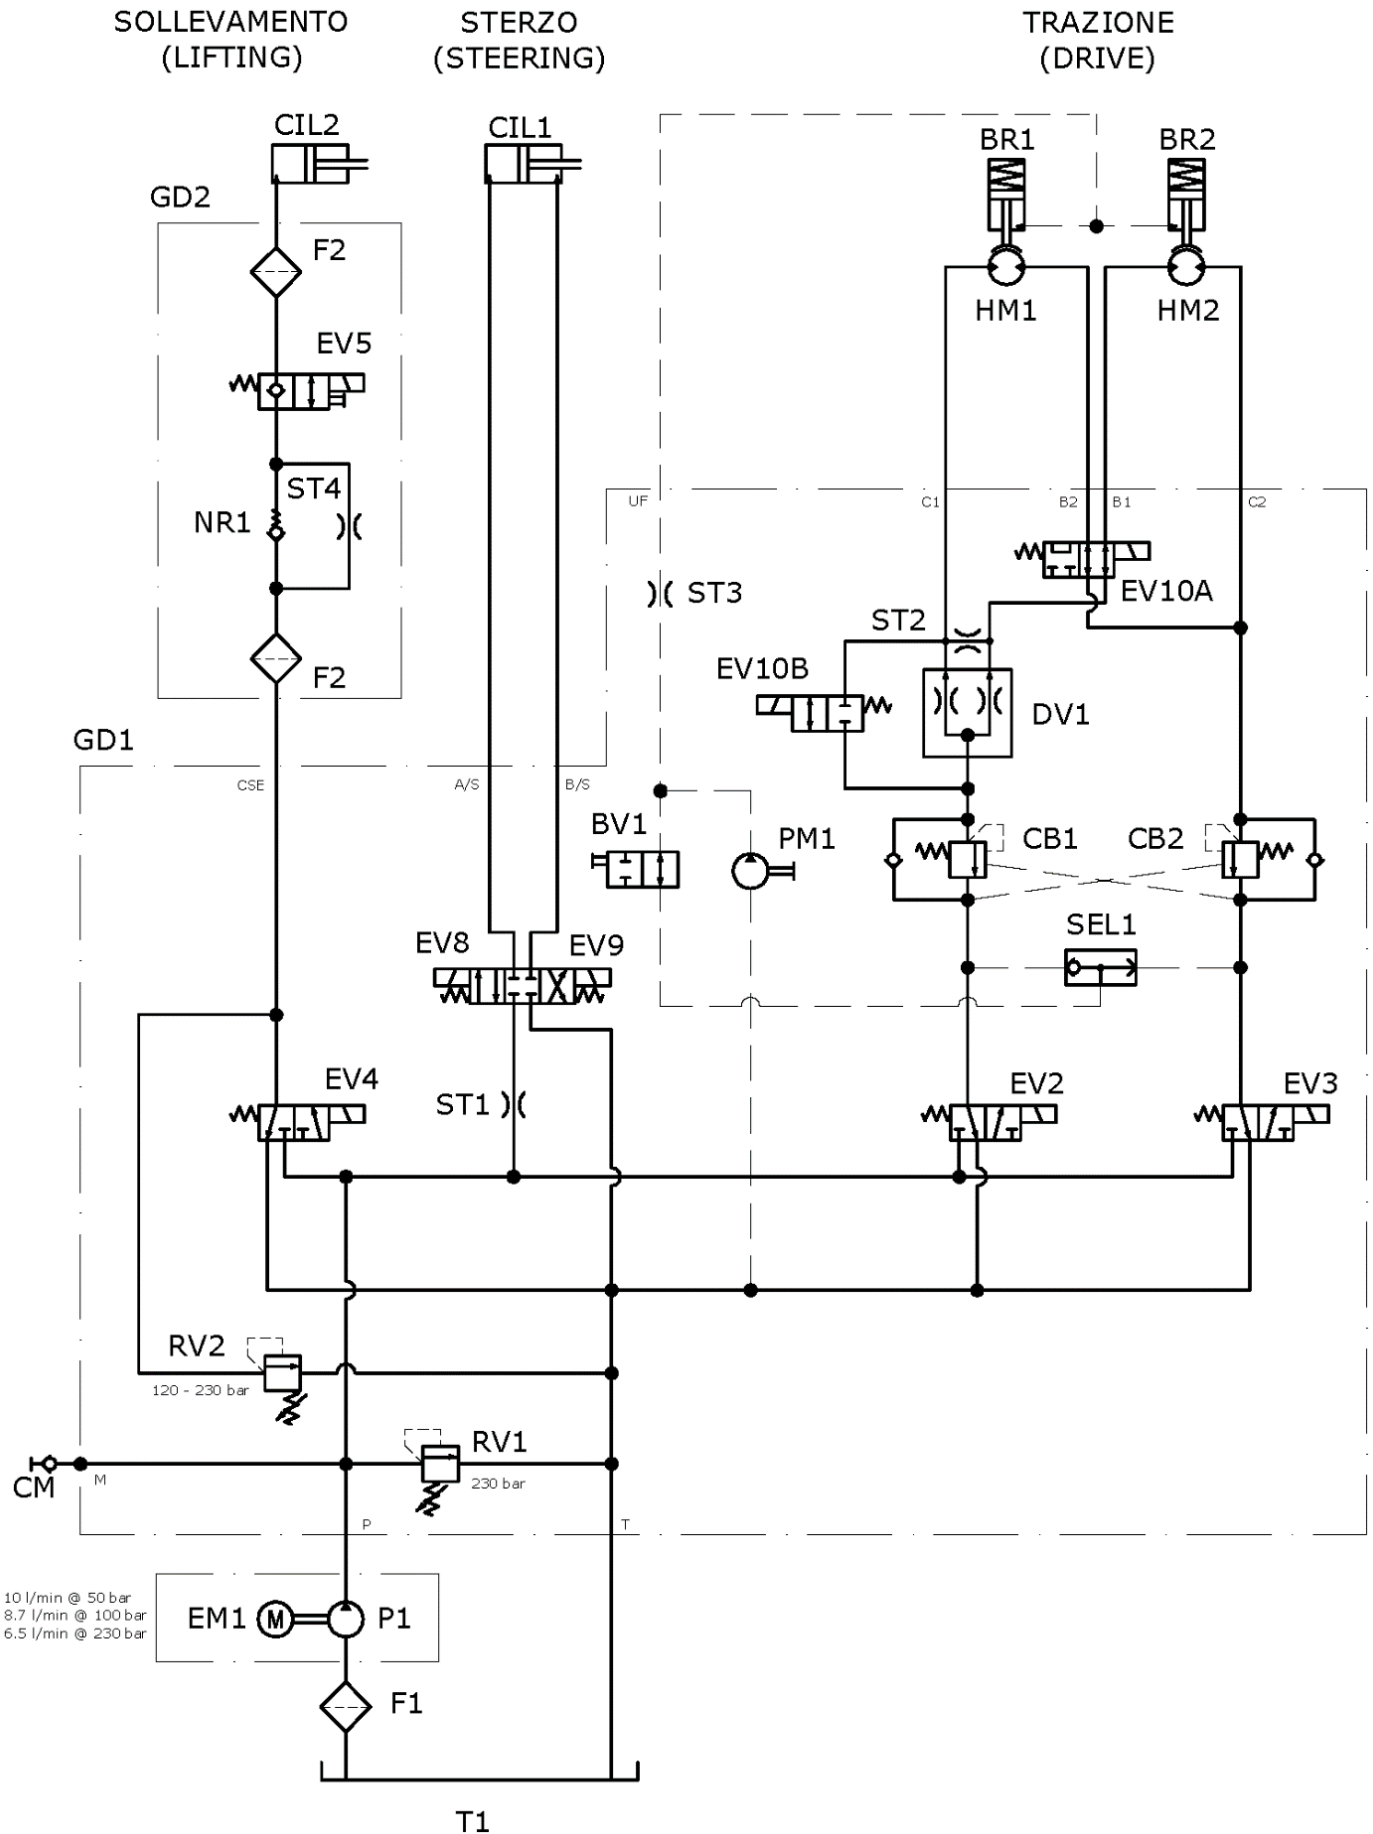 SOLLEVAMENTO
(LIFTING)
STERZO
(STEERING)
TRAZIONE
(DRIVE)
CIL2
CIL1
BR1
BR2
GD2
F2
HM1
HM2
EV5
ST4
NR1
UF
C1
B2
B1
C2
ST3
EV10A
ST2
EV10B
F2
DV1
GD1
CSE
A/S
B/S
BV1
PM1
CB1
CB2
SEL1
EV8
EV9
EV4
ST1
EV2
EV3
RV2
120 - 230 bar
RV1
230 bar
CM
M
P
T
10 l/min @ 50 bar
8.7 l/min @ 100 bar
6.5 l/min @ 230 bar
EM1
M
P1
F1
T1